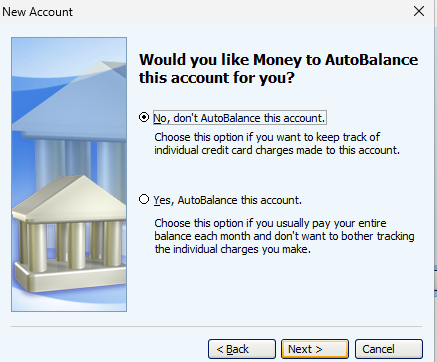 New Account
Would you like Money to AutoBalance
this account for you?
No, don't AutoBalance this account.
Choose this option if you want to keep track of
individual credit card charges made to this account.
Yes, AutoBalance this account.
Choose this option if you usually pay your entire
balance each month and don't want to bother tracking
the individual charges you make.
< Back
Next >
Cancel